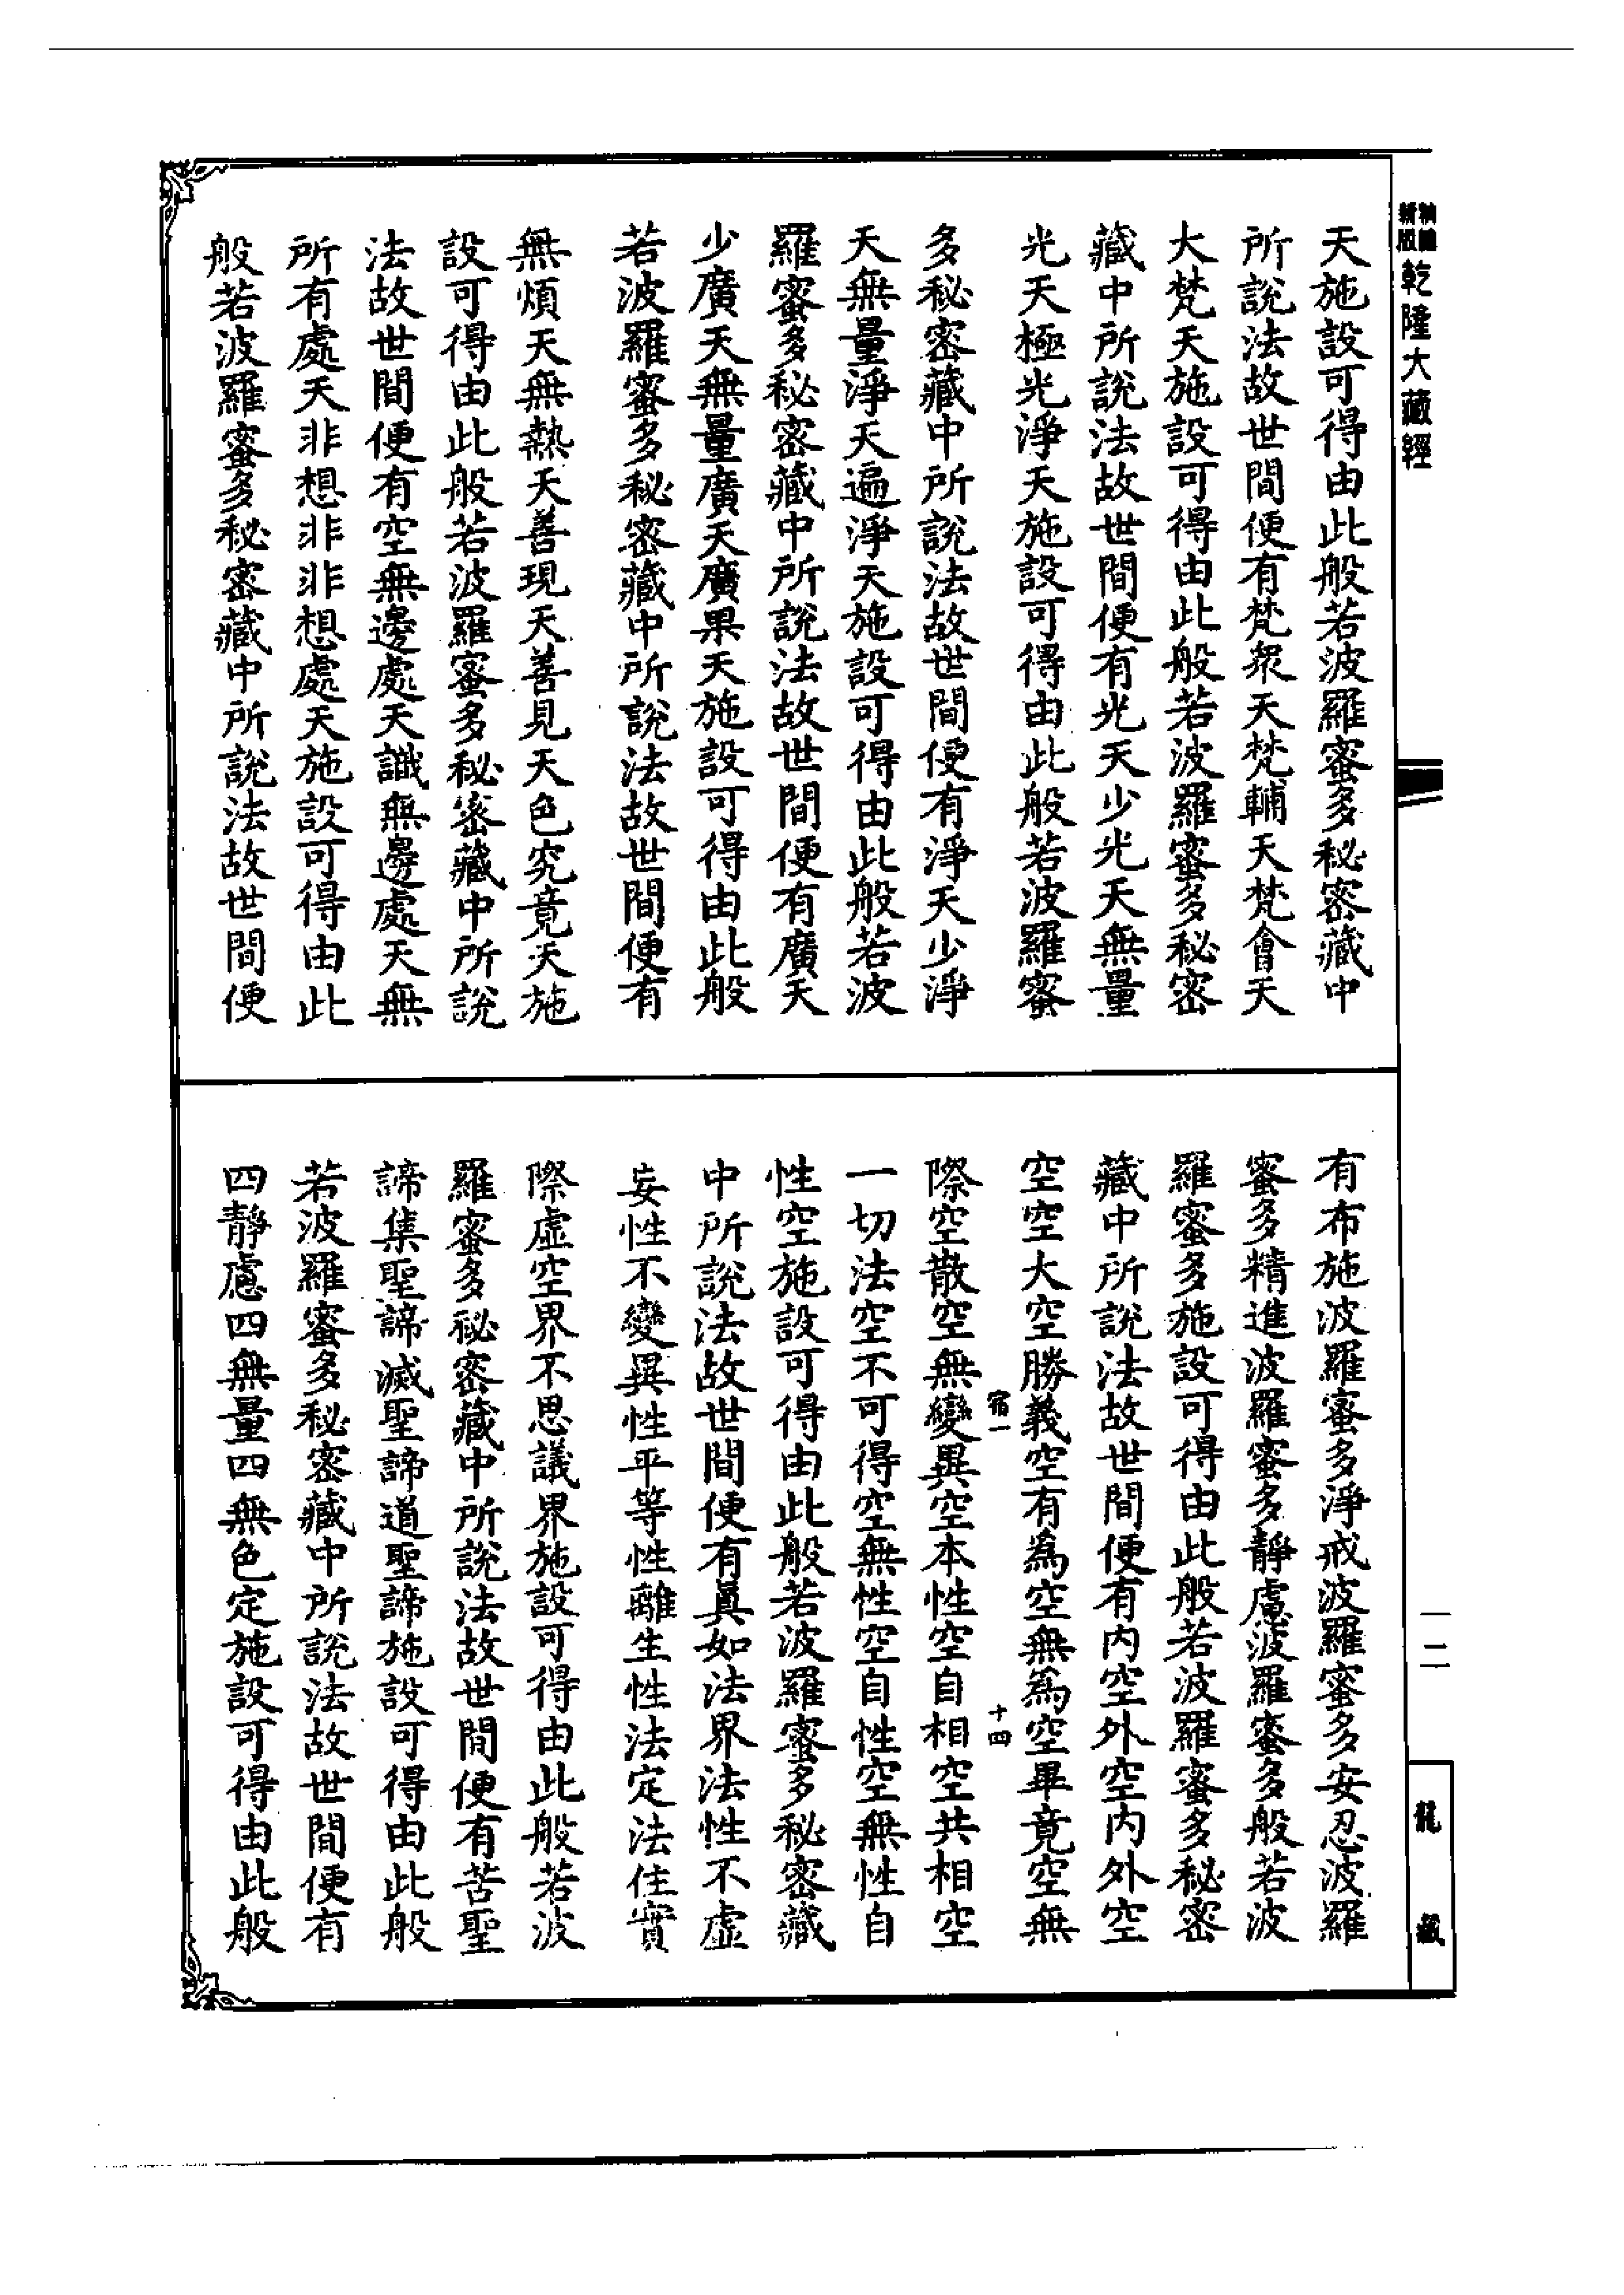 精縮新版乾隆大藏經
天施設可得由此般若波羅蜜多秘密藏中
所說法故世間便有梵衆天梵輔天梵會天
大梵天施設可得由此般若波羅蜜多秘密
藏中所說法故世間便有光天少光天無量
光天極光淨天施設可得由此般若波羅蜜
多秘密藏中所說法故世間便有淨天少淨
天無量淨天遍淨天施設可得由此般若波
羅蜜多秘密藏中所說法故世間便有廣天
少廣天無量廣天廣果天施設可得由此般
若波羅蜜多秘密藏中所說法故世間便有
無煩天無熱天善現天善見天色究竟天施
設可得由此般若波羅蜜多秘密藏中所說
法故世間便有空無邊處天識無邊處天無
所有處天非想非非想處天施設可得由此
般若波羅蜜多秘密藏中所說法故世間便
有布施波羅蜜多淨戒波羅蜜多安忍波羅
蜜多精進波羅蜜多靜慮波羅蜜多般若波
羅蜜多施設可得由此般若波羅蜜多秘密
藏中所說法故世間便有内空外空内外空
空空大空勝義空有爲空無爲空畢竟空無
宿一 十四
際空散空無變異空本性空自相空共相空
一切法空不可得空無性空自性空無性自
性空施設可得由此般若波羅蜜多秘密藏
中所說法故世間便有眞如法界法性不虛
妄性不變異性平等性離生性法定法住實
際虛空界不思議界施設可得由此般若波
羅蜜多秘密藏中所說法故世間便有苦聖
諦集聖諦滅聖諦道聖諦施設可得由此般
若波羅蜜多秘密藏中所說法故世間便有
四靜慮四無量四無色定施設可得由此般
一二
龍藏